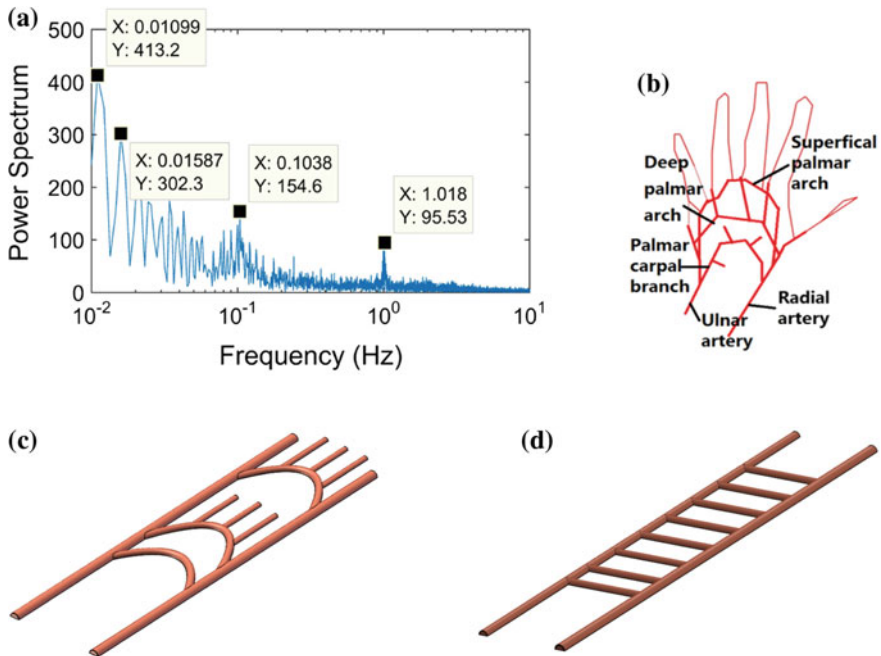 (a)
500
400
300
200
100
0
Power Spectrum
X: 0.01099
Y: 413.2
X: 0.01587
Y: 302.3
X: 0.1038
Y: 154.6
X: 1.018
Y: 95.53
10-2
10-1
100
101
Frequency (Hz)
(b)
Deep
palmar
arch
Superfical
palmar
arch
Palmar
carpal
branch
Ulnar
artery
Radial
artery
(c)
(d)